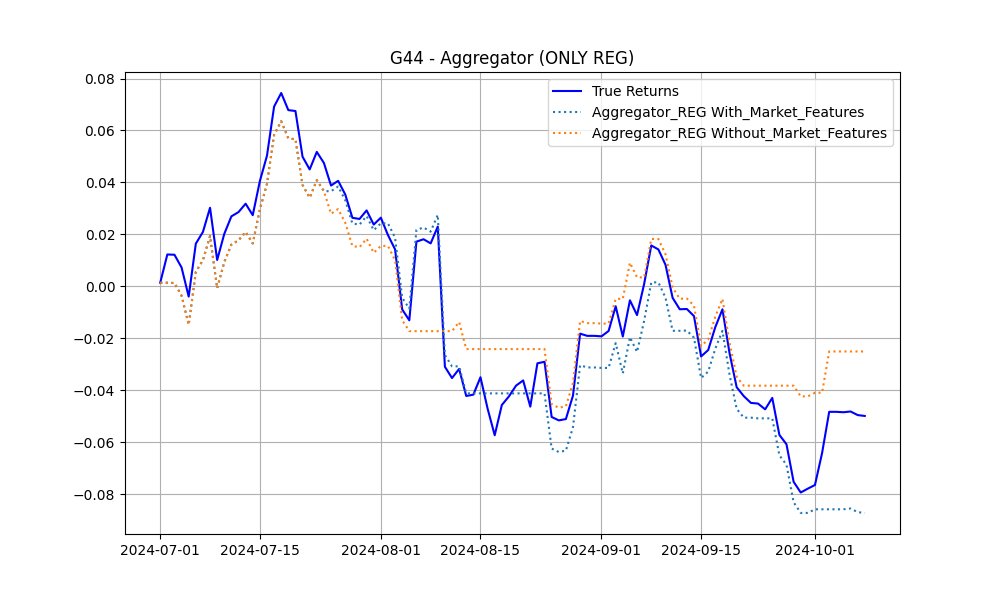 G44 - Aggregator (ONLY REG)
True Returns
Aggregator_REG With_Market_Features
Aggregator_REG Without_Market_Features
0.08
0.06
0.04
0.02
0.00
−0.02
−0.04
−0.06
−0.08
2024-07-01 2024-07-15 2024-08-01 2024-08-15 2024-09-01 2024-09-15 2024-10-01